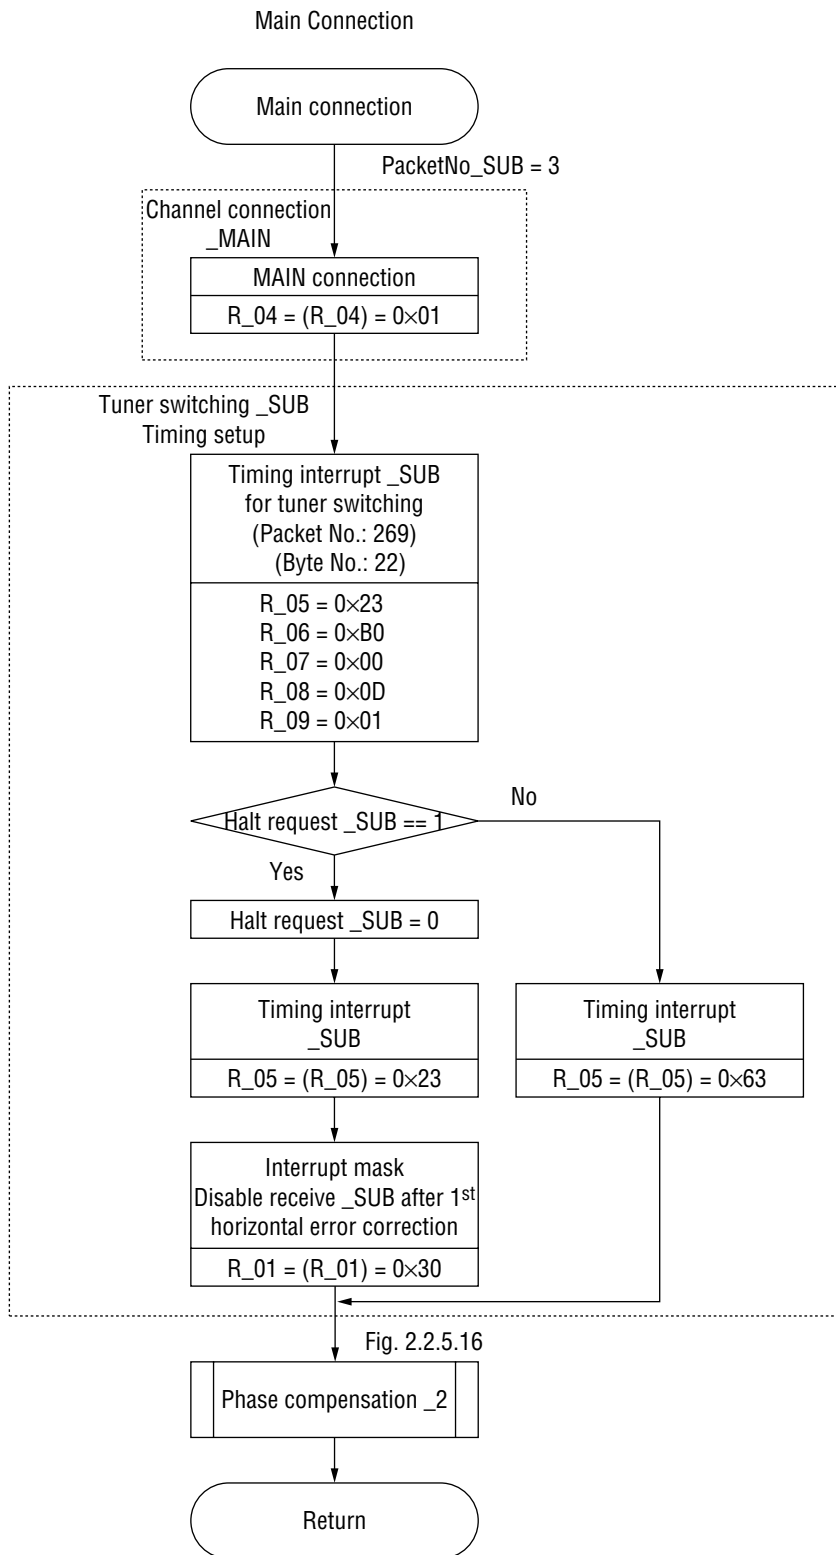 Main Connection
Main connection
PacketNo_SUB = 3
Channel connection
_MAIN
MAIN connection
R_04 = (R_04) = 0×01
Tuner switching _SUB
Timing setup
Timing interrupt _SUB
for tuner switching
(Packet No.: 269)
(Byte No.: 22)
R_05 = 0×23
R_06 = 0×B0
R_07 = 0×00
R_08 = 0×0D
R_09 = 0×01
Halt request _SUB == 1
No
Yes
Halt request _SUB = 0
Timing interrupt
_SUB
R_05 = (R_05) = 0×23
Timing interrupt
_SUB
R_05 = (R_05) = 0×63
Interrupt mask
Disable receive _SUB after 1st
horizontal error correction
R_01 = (R_01) = 0×30
Fig. 2.2.5.16
Phase compensation _2
Return